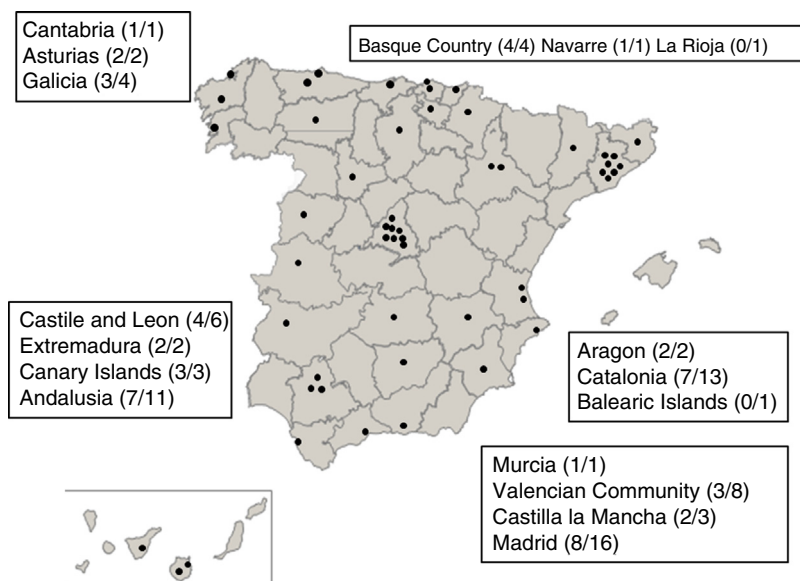 Cantabria (1/1)
Asturias (2/2)
Galicia (3/4)
Basque Country (4/4) Navarre (1/1) La Rioja (0/1)
Castile and Leon (4/6)
Extremadura (2/2)
Canary Islands (3/3)
Andalusia (7/11)
Aragon (2/2)
Catalonia (7/13)
Balearic Islands (0/1)
Murcia (1/1)
Valencian Community (3/8)
Castilla la Mancha (2/3)
Madrid (8/16)